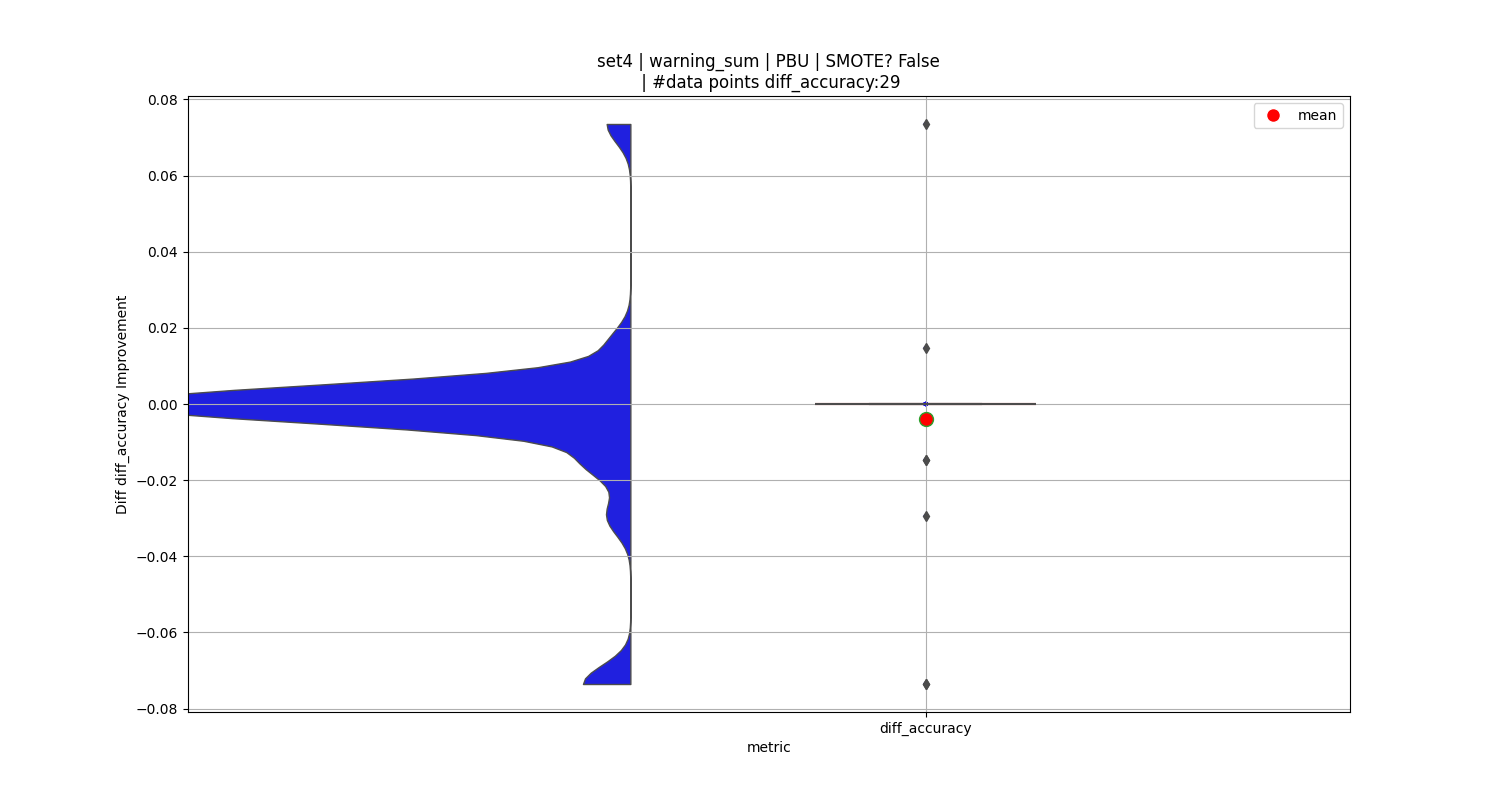 set4 | warning_sum | PBU | SMOTE? False
| #data points diff_accuracy:29
mean
0.08
0.06
0.04
0.02
0.00
−0.02
−0.04
−0.06
−0.08
Diff diff_accuracy Improvement
diff_accuracy
metric